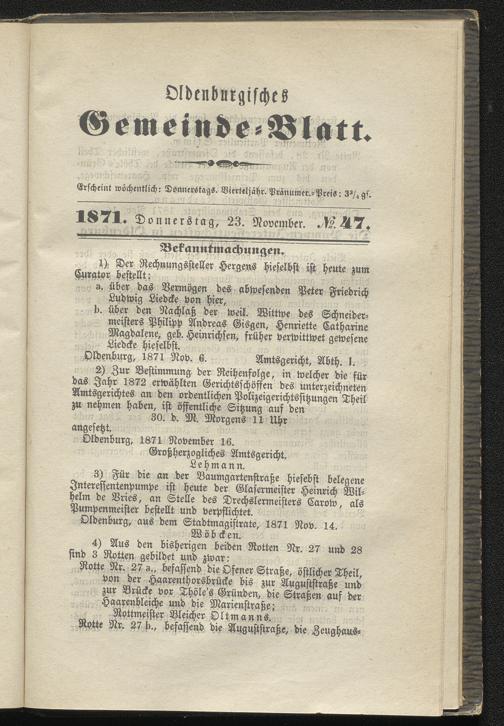 Oldenburgisches
Gemeinde-Blatt.
Erscheint wöchentlich: Donnerstags. Vierteljähr. Pränumer.-Preis: 3¾ gs.
1871. Donnerstag, 23. November. № 47.
Bekanntmachungen.
1) Der Rechnungssteller Hergens hieselbst ist heute zum
Curator bestellt:
a. über das Vermögen des abwesenden Peter Friedrich
Ludwig Liedcke von hier,
b. über den Nachlaß der weil. Wittwe des Schneider-
meisters Philipp Andreas Gisgen, Henriette Catharine
Magdalene, geb. Heinrichsen, früher verwittwet gewesene
Liedcke hieselbst.
Oldenburg, 1871 Nov. 6. Amtsgericht, Abth. I.
2) Zur Bestimmung der Reihenfolge, in welcher die für
das Jahr 1872 erwählten Gerichtsschöffen des unterzeichneten
Amtsgerichtes an den ordentlichen Polizeigerichtssitzungen Theil
zu nehmen haben, ist öffentliche Sitzung auf den
30. d. M. Morgens 11 Uhr
angesetzt.
Oldenburg, 1871 November 16.
Großherzogliches Amtsgericht.
Lehmann.
3) Für die an der Baumgartenstraße hieselbst belegene
Interessentenpumpe ist heute der Glasermeister Heinrich Wil-
helm de Vries, an Stelle des Drechslermeisters Carow, als
Pumpenmeister bestellt und verpflichtet.
Oldenburg, aus dem Stadtmagistrate, 1871 Nov. 14.
Wöbcken.
4) Aus den bisherigen beiden Rotten Nr. 27 und 28
sind 3 Rotten gebildet und zwar:
Rotte Nr. 27 a., befassend die Ofener Straße, östlicher Theil,
von der Haarenthorsbrücke bis zur Auguststraße und
zur Brücke vor Thöle's Gründen, die Straßen auf der
Haarenbleiche und die Marienstraße;
Rottmeister Bleicher Oltmanns.
Rotte Nr. 27 b., befassend die Auguststraße, die Zeughaus-